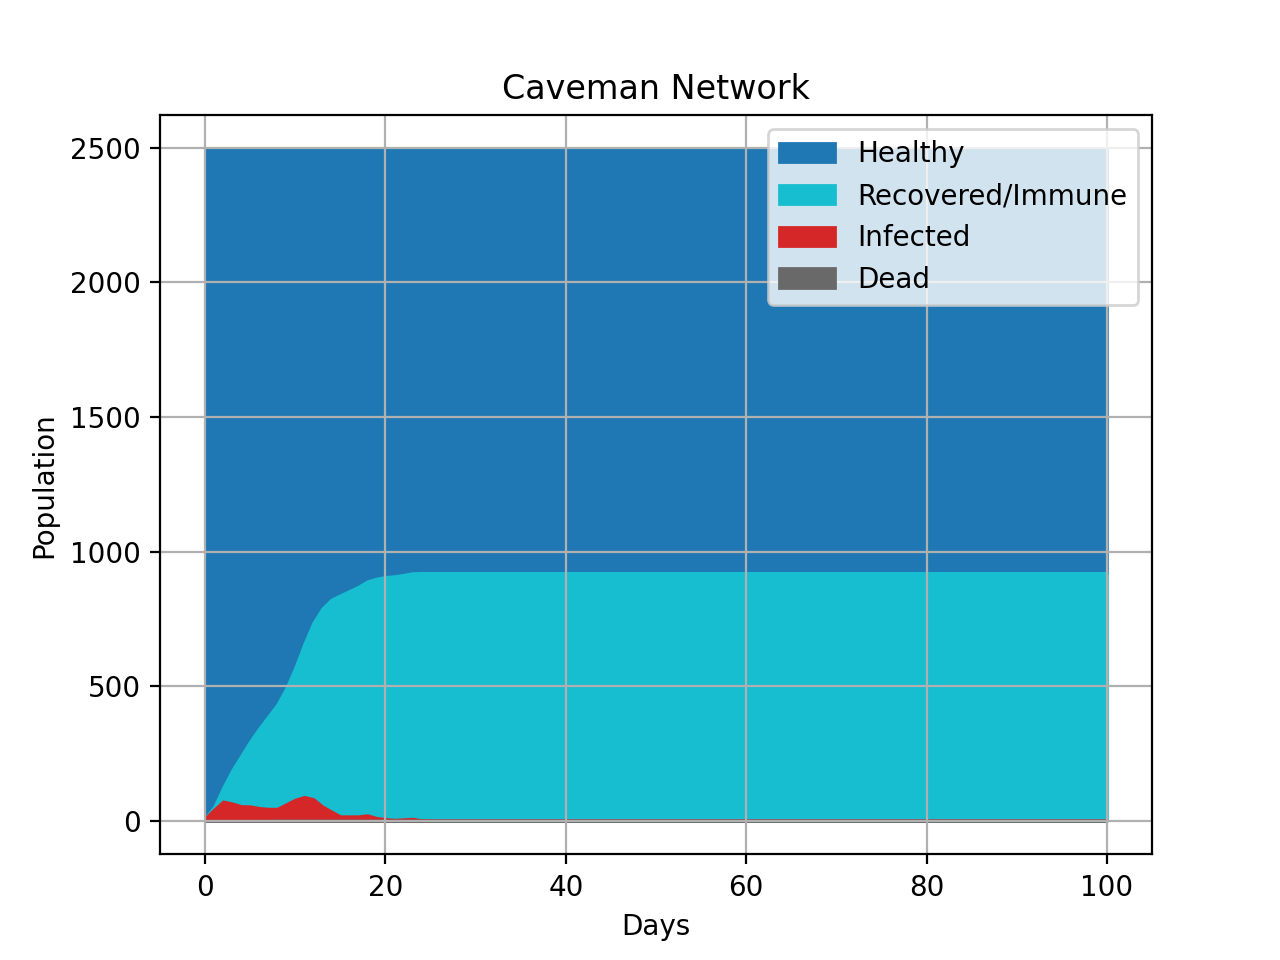 Caveman Network
Healthy
Recovered/Immune
Infected
Dead
Population
2500
2000
1500
1000
500
0
0 20 40 60 80 100
Days